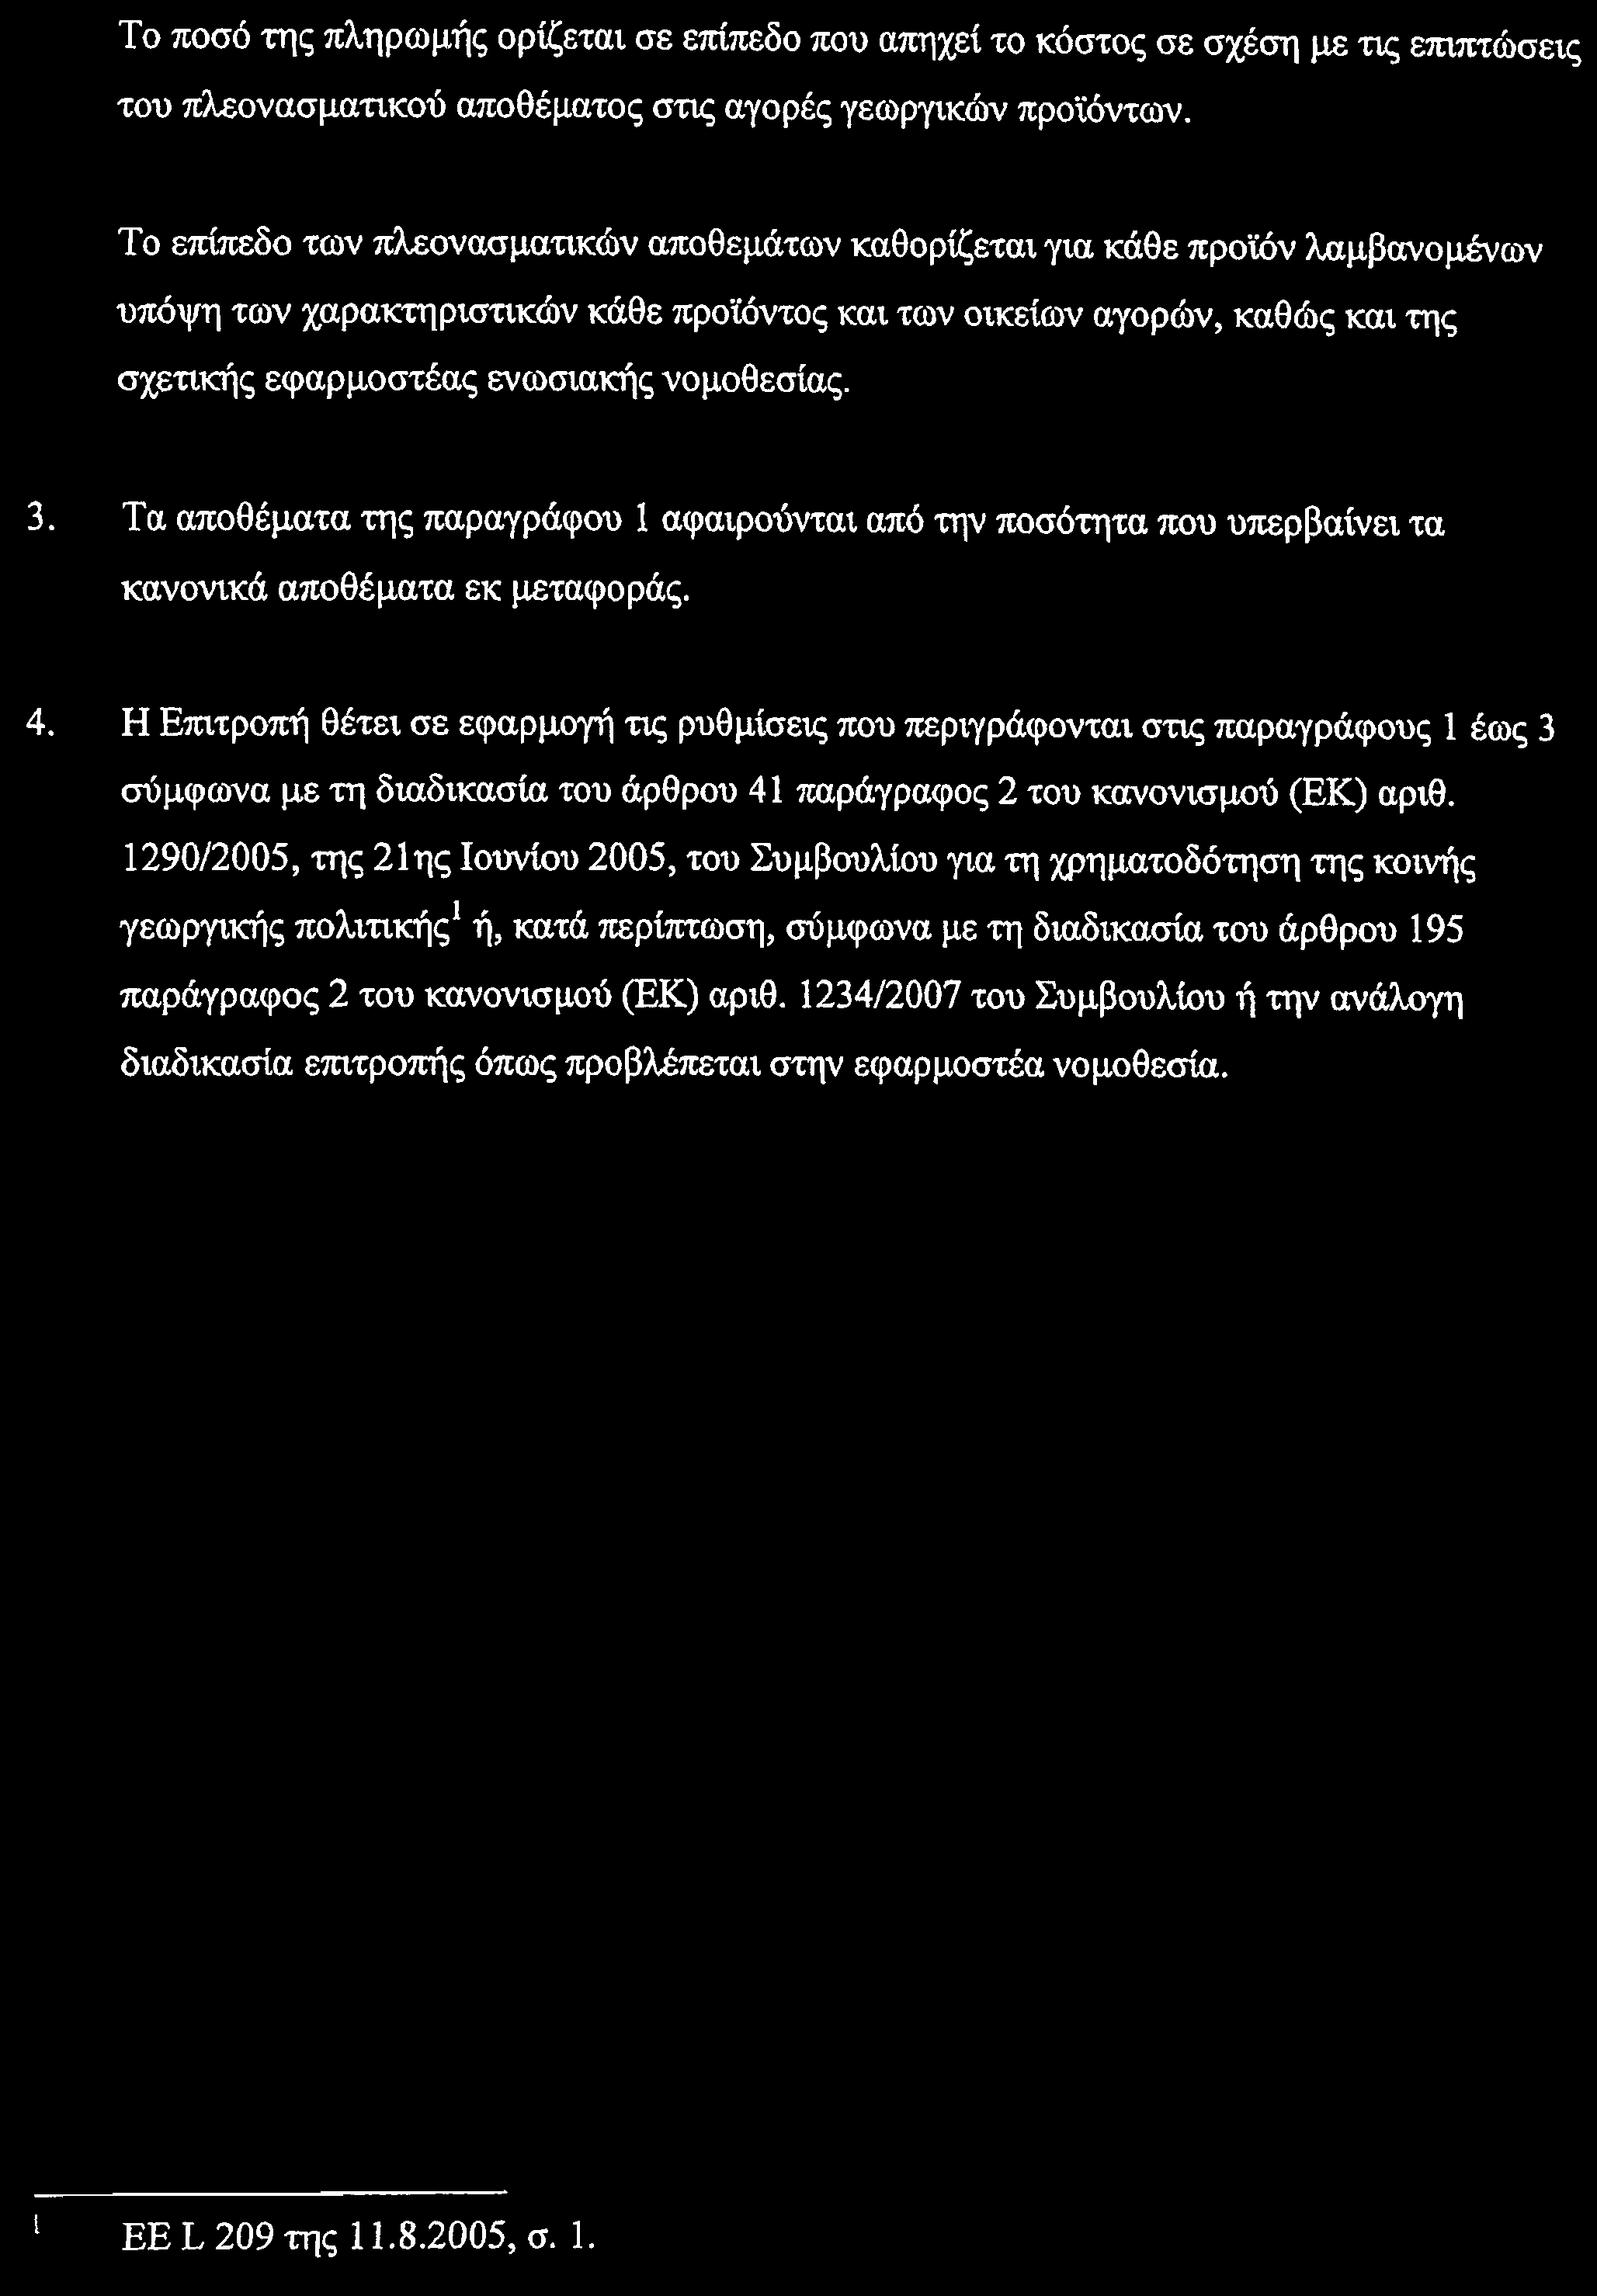 Το ποσό της πληρωμής ορίζεται σε επίπεδο που απηχεί το κόστος σε σχέση με τις επιπτώσεις
του πλεονασματικού αποθέματος στις αγορές γεωργικών προϊόντων.
Το επίπεδο των πλεονασματικών αποθεμάτων καθορίζεται για κάθε προϊόν λαμβανομένων
υπόψη των χαρακτηριστικών κάθε προϊόντος και των οικείων αγορών, καθώς και της
σχετικής εφαρμοστέας ενωσιακής νομοθεσίας.
3. Τα αποθέματα της παραγράφου 1 αφαιρούνται από την ποσότητα που υπερβαίνει τα
κανονικά αποθέματα εκ μεταφοράς.
4. Η Επιτροπή θέτει σε εφαρμογή τις ρυθμίσεις που περιγράφονται στις παραγράφους 1 έως 3
σύμφωνα με τη διαδικασία του άρθρου 41 παράγραφος 2 του κανονισμού (ΕΚ) αριθ.
1290/2005, της 21ης Ιουνίου 2005, του Συμβουλίου για τη χρηματοδότηση της κοινής
γεωργικής πολιτικής¹ ή, κατά περίπτωση, σύμφωνα με τη διαδικασία του άρθρου 195
παράγραφος 2 του κανονισμού (ΕΚ) αριθ. 1234/2007 του Συμβουλίου ή την ανάλογη
διαδικασία επιτροπής όπως προβλέπεται στην εφαρμοστέα νομοθεσία.
¹ ΕΕ L 209 της 11.8.2005, σ. 1.